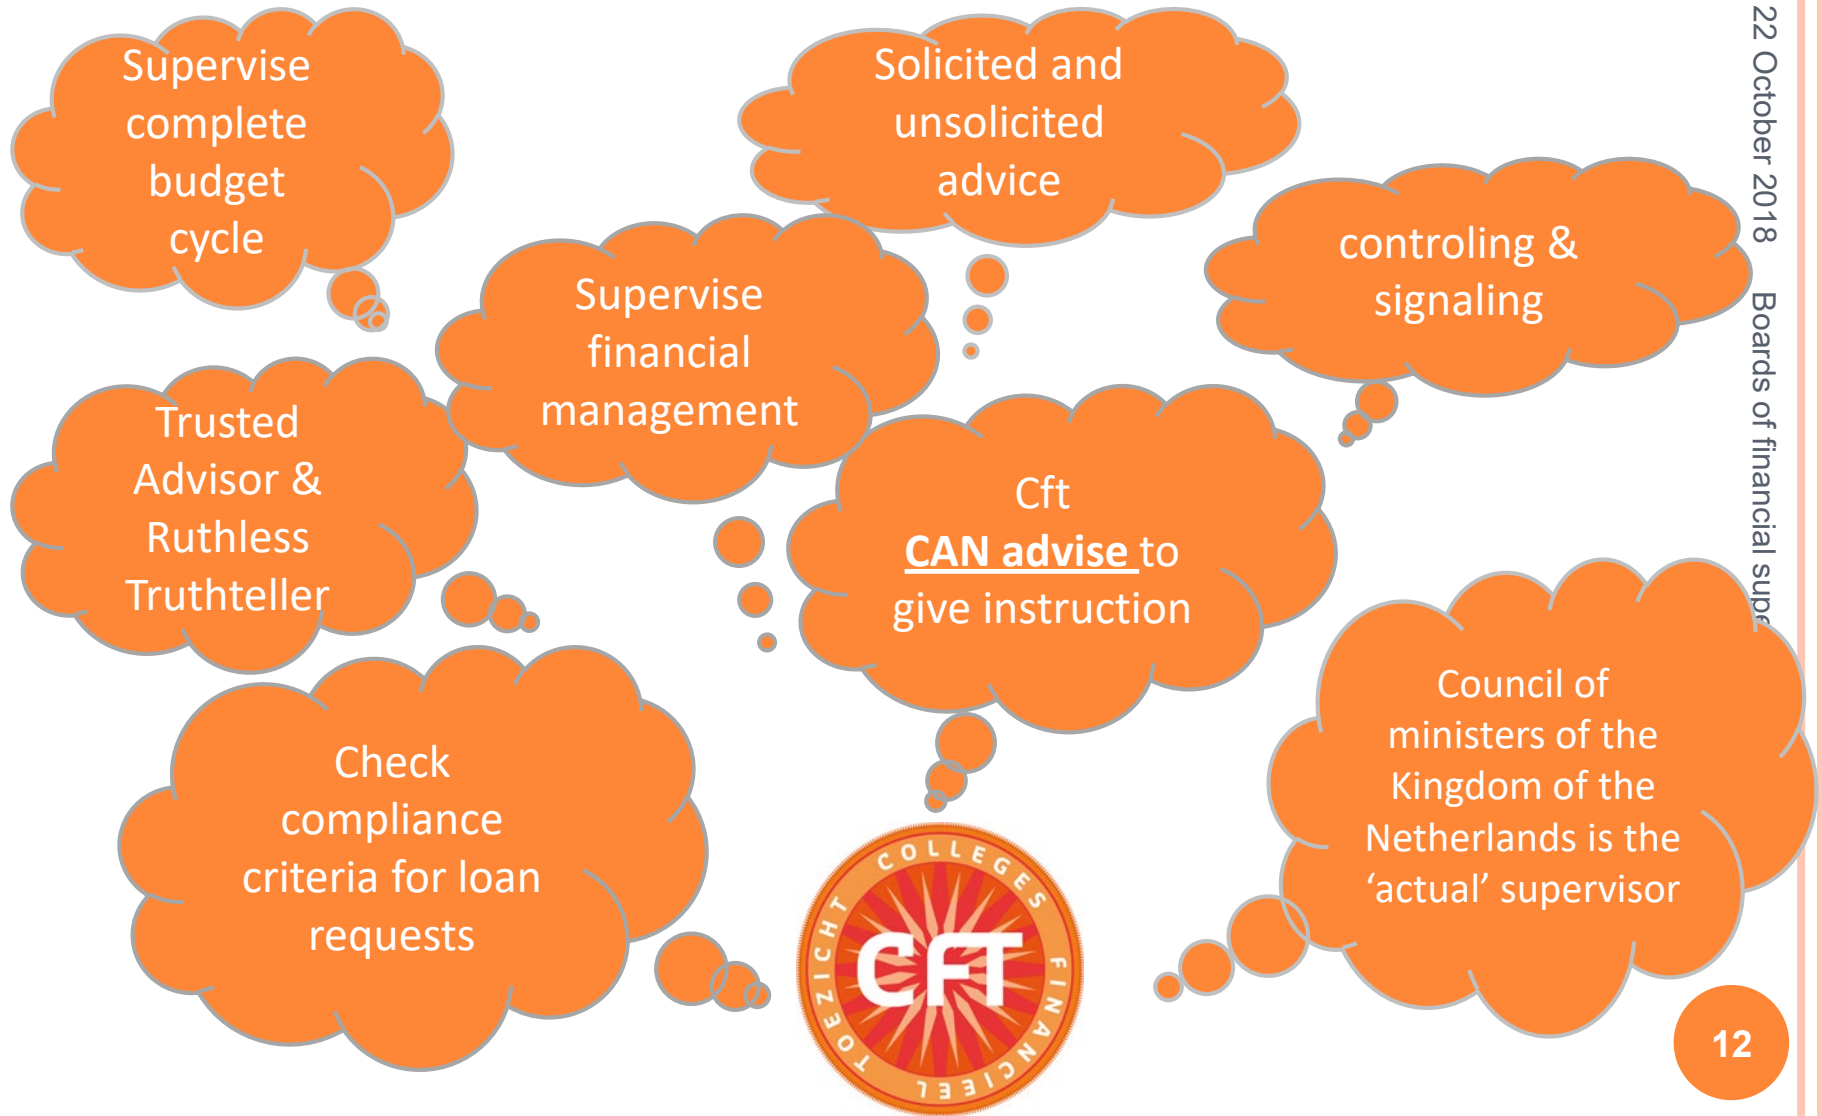 Supervise
complete
budget
cycle
Solicited and
unsolicited
advice
controling &
signaling
Supervise
financial
management
Trusted
Advisor &
Ruthless
Truthteller
Cft
CAN advise to
give instruction
Check
compliance
criteria for loan
requests
Council of
ministers of the
Kingdom of the
Netherlands is the
‘actual’ supervisor
COLLEGES FINANCIEEL TOEZICHT
CFT
22 October 2018
Boards of financial supe
12